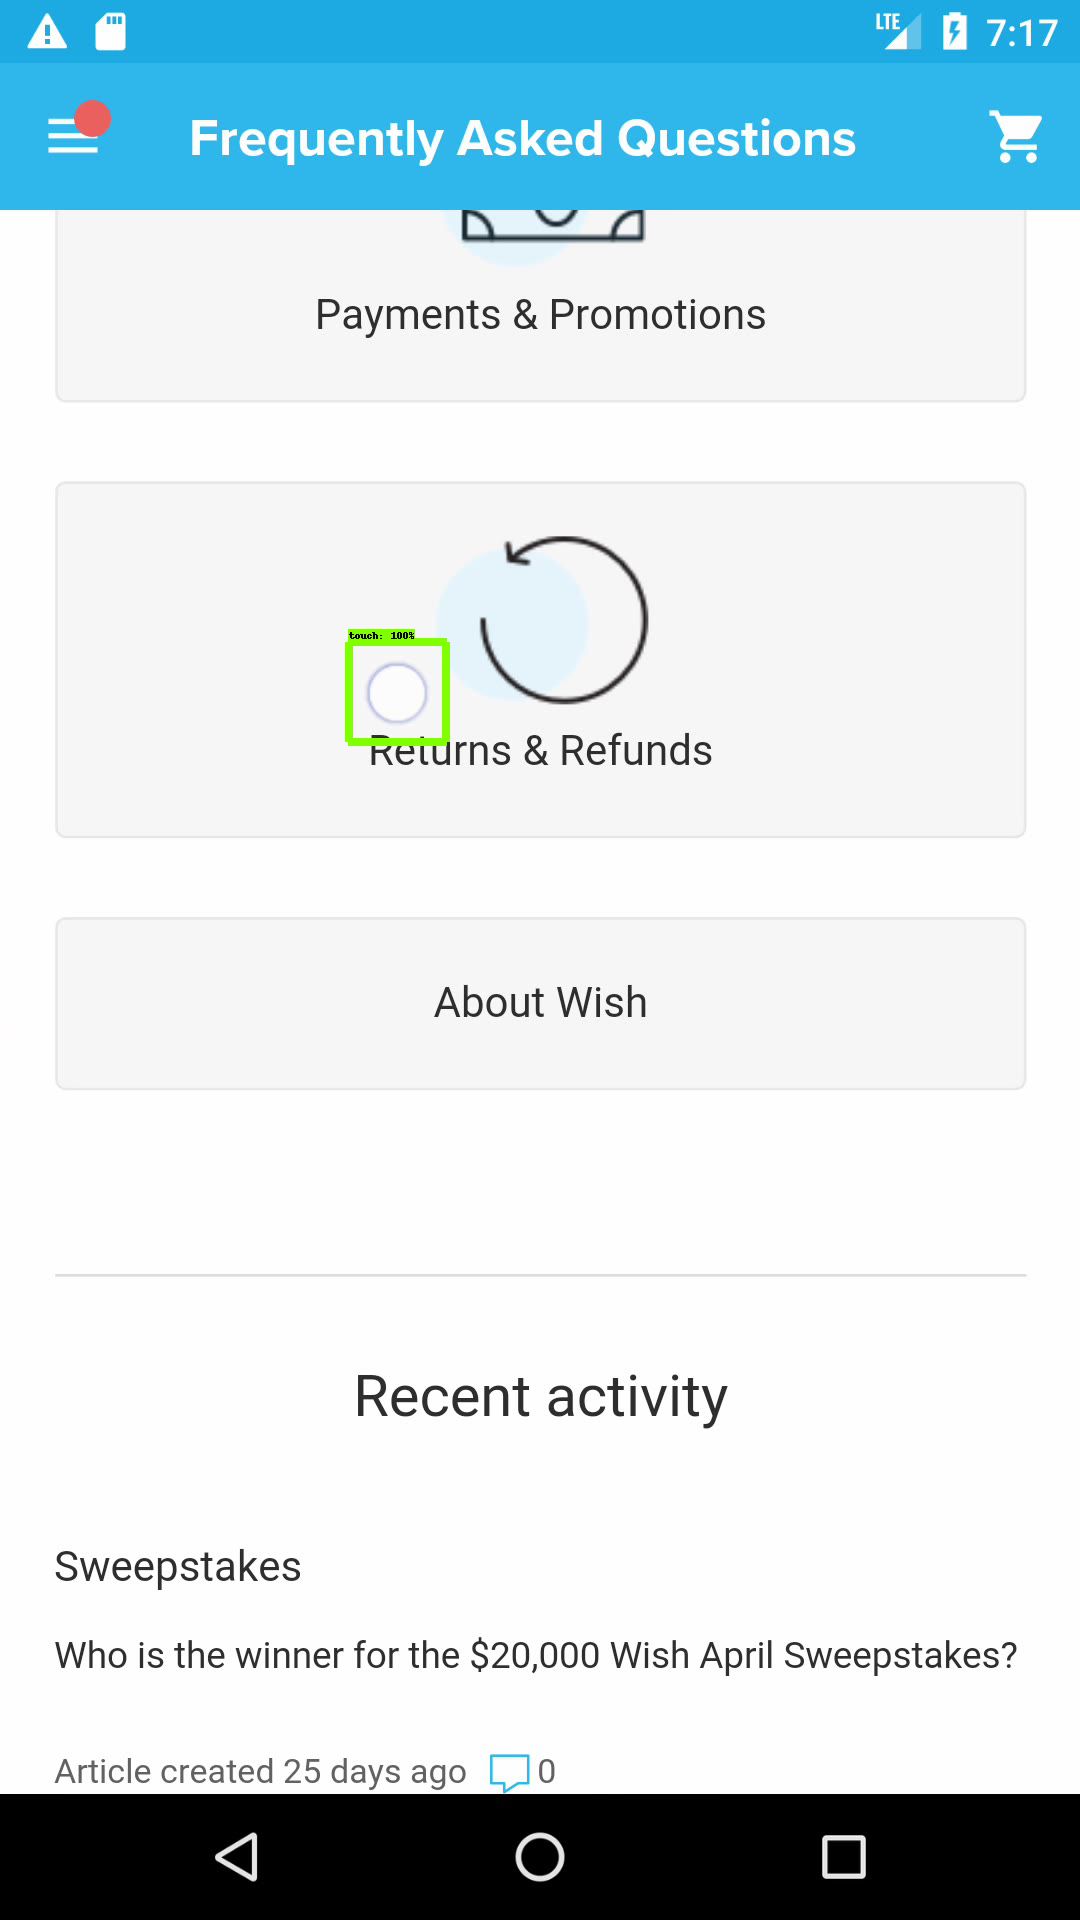 LTE 7:17
Frequently Asked Questions
Payments & Promotions
touch: 100%
Returns & Refunds
About Wish
Recent activity
Sweepstakes
Who is the winner for the $20,000 Wish April Sweepstakes?
Article created 25 days ago 0